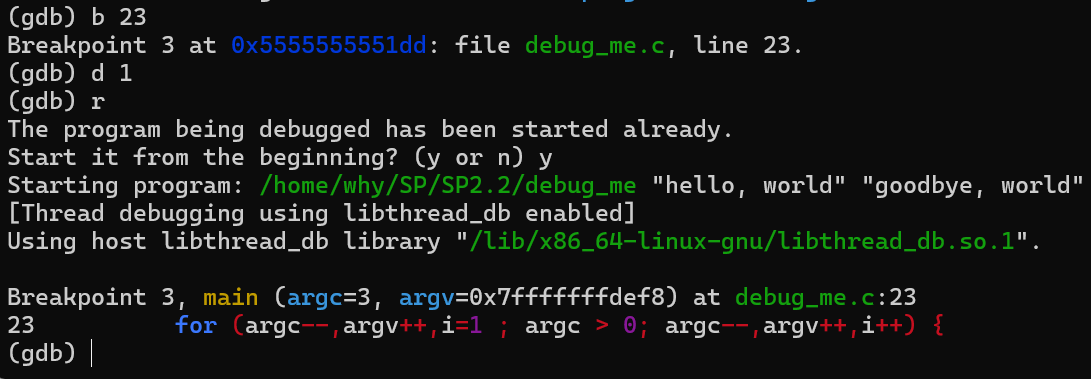 (gdb) b 23
Breakpoint 3 at 0x5555555551dd: file debug_me.c, line 23.
(gdb) d 1
(gdb) r
The program being debugged has been started already.
Start it from the beginning? (y or n) y
Starting program: /home/why/SP/SP2.2/debug_me "hello, world" "goodbye, world"
[Thread debugging using libthread_db enabled]
Using host libthread_db library "/lib/x86_64-linux-gnu/libthread_db.so.1".
Breakpoint 3, main (argc=3, argv=0x7fffffffdef8) at debug_me.c:23
23 for (argc--,argv++,i=1 ; argc > 0; argc--,argv++,i++) {
(gdb)